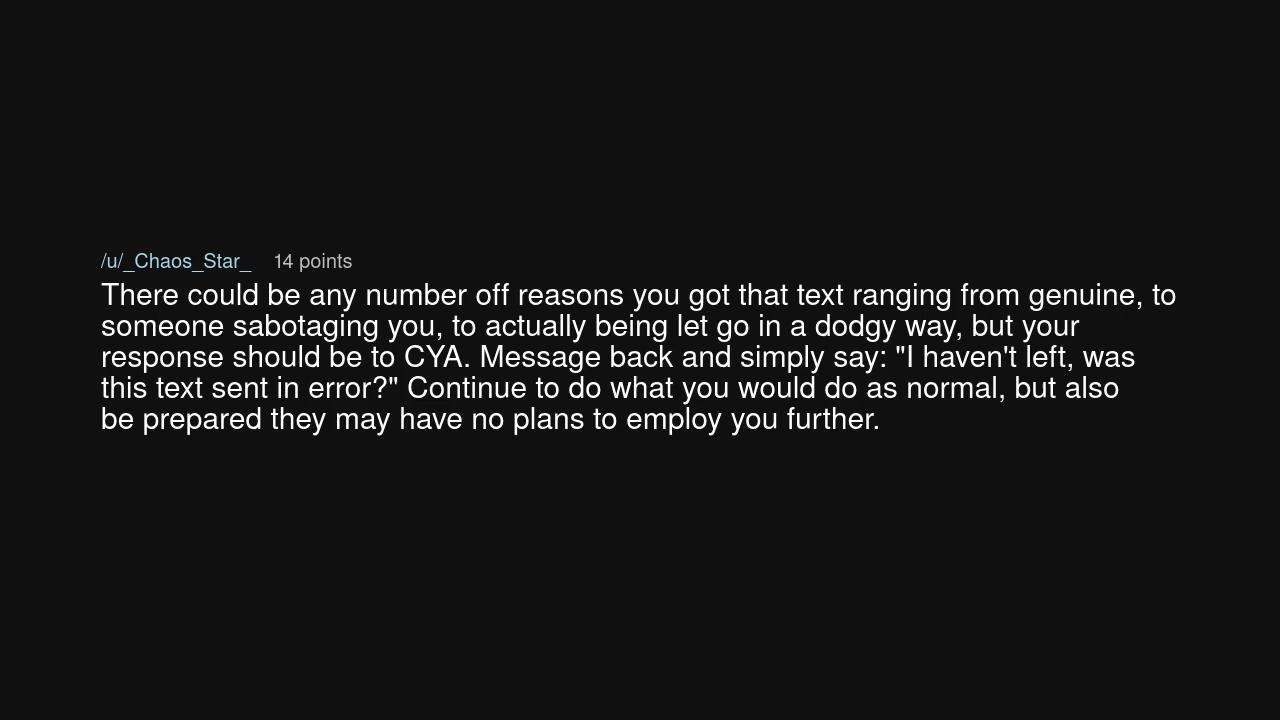 /u/_Chaos_Star_ 14 points
There could be any number off reasons you got that text ranging from genuine, to
someone sabotaging you, to actually being let go in a dodgy way, but your
response should be to CYA. Message back and simply say: "I haven't left, was
this text sent in error?" Continue to do what you would do as normal, but also
be prepared they may have no plans to employ you further.